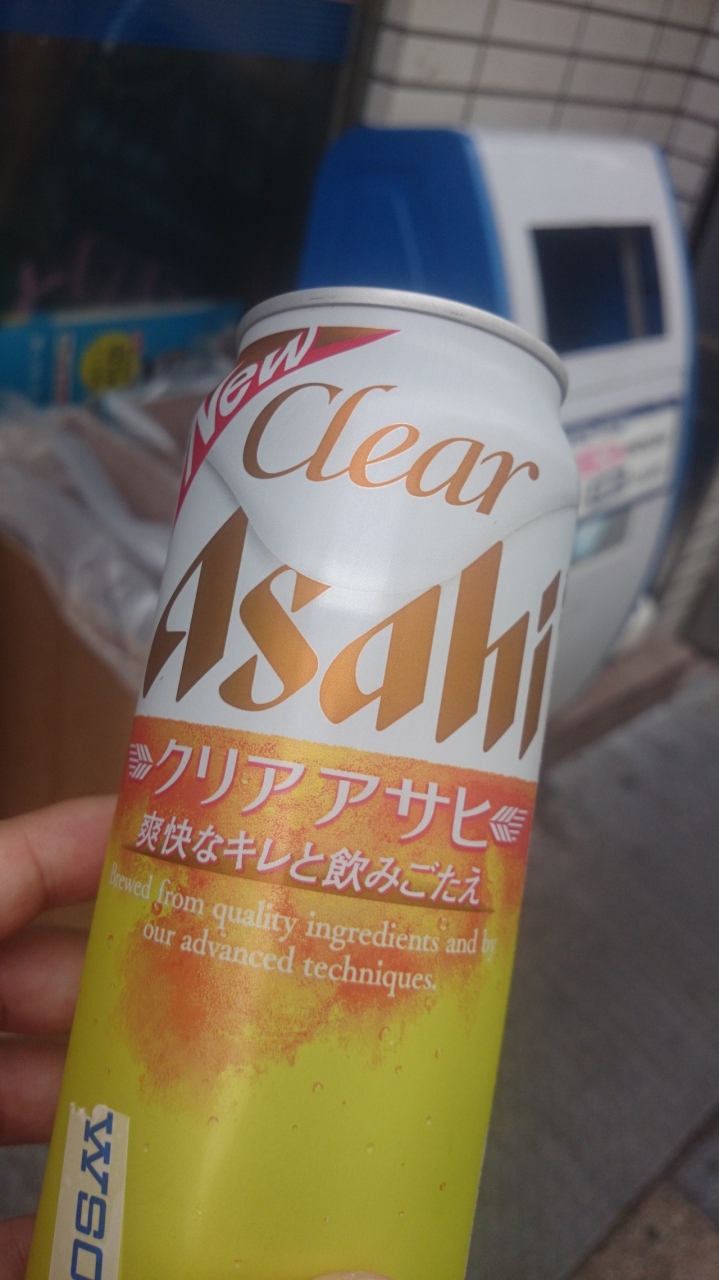 New
Clear
Asahi
クリア アサヒ
爽快なキレと飲みごたえ
Brewed from quality ingredients and by
our advanced techniques.
WSO